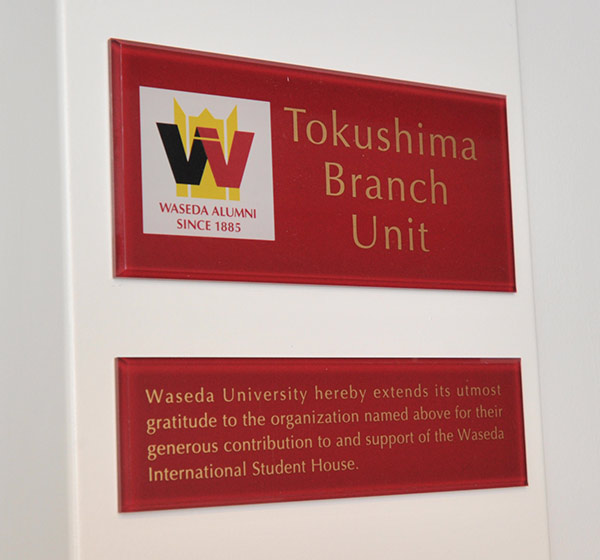 WASEDA ALUMNI
SINCE 1885
Tokushima
Branch
Unit
Waseda University hereby extends its utmost
gratitude to the organization named above for their
generous contribution to and support of the Waseda
International Student House.